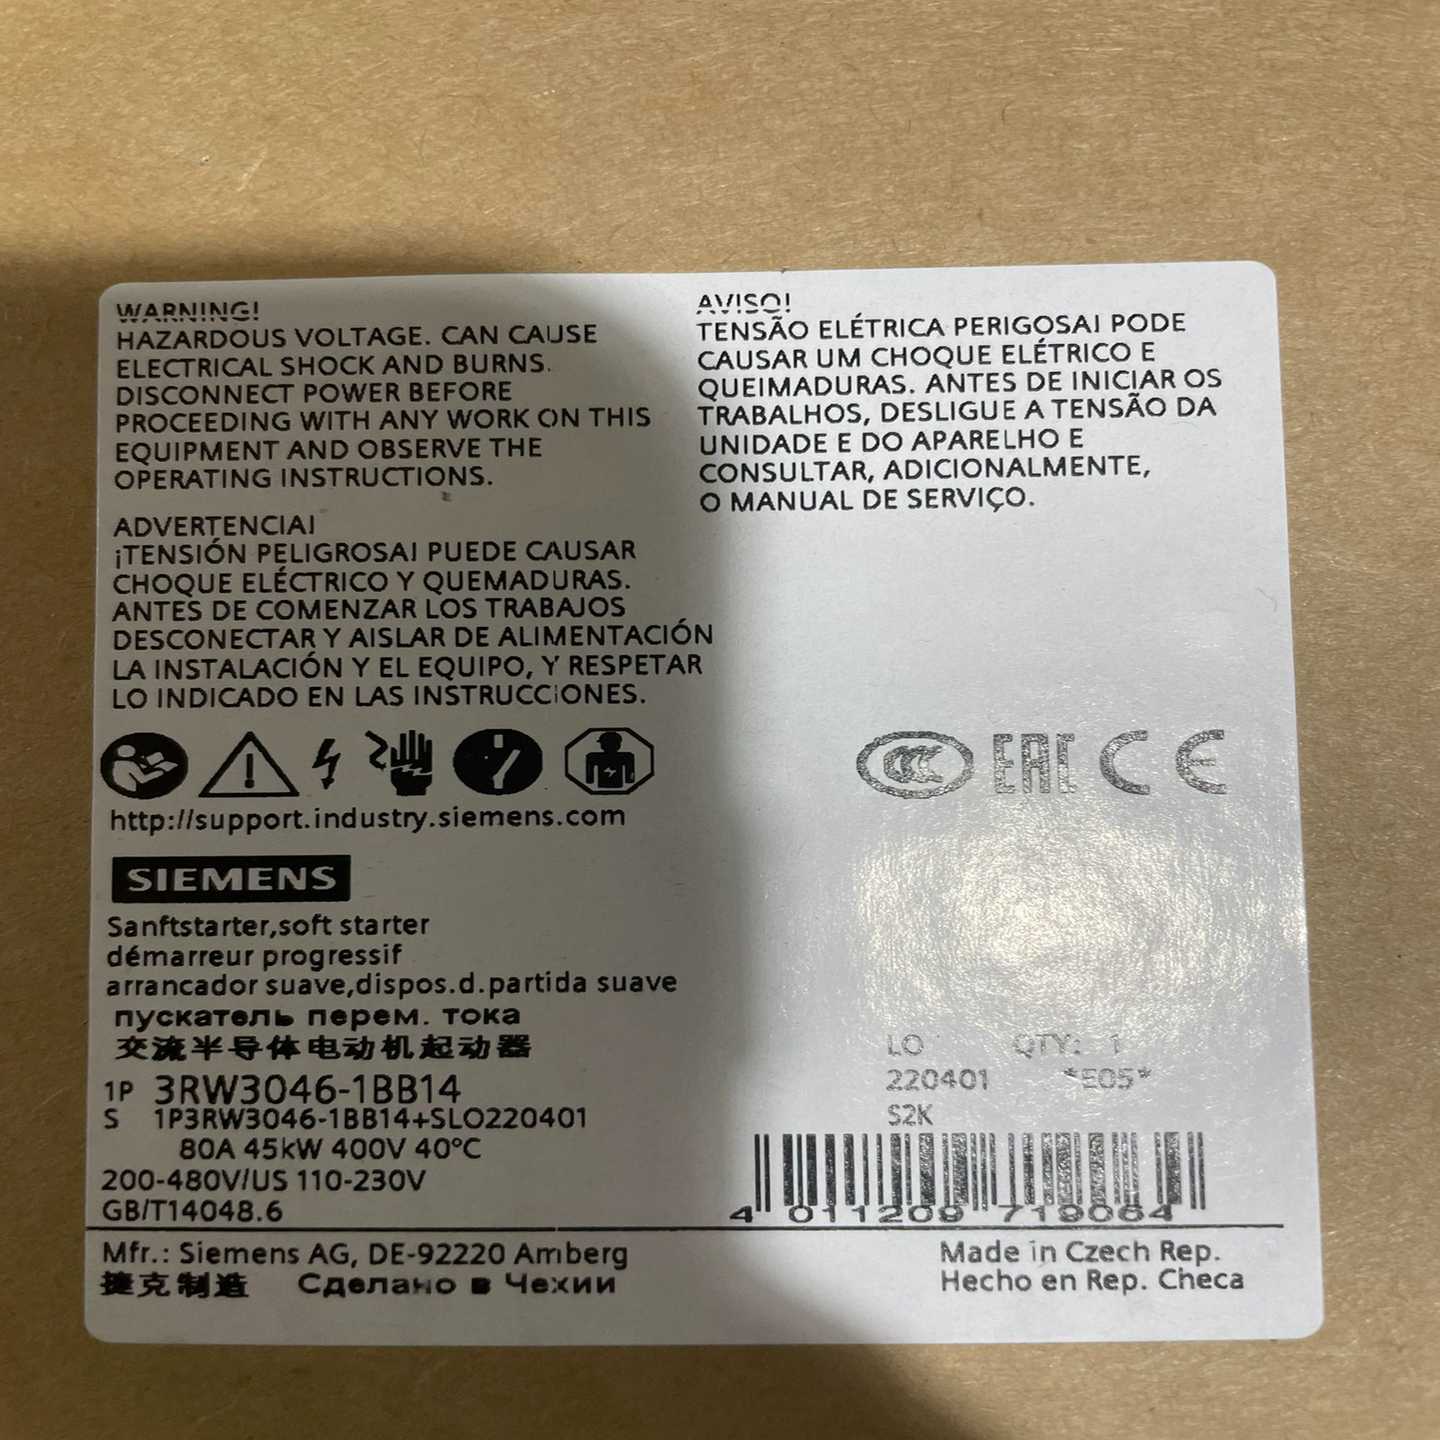 WARNING!
HAZARDOUS VOLTAGE. CAN CAUSE
ELECTRICAL SHOCK AND BURNS.
DISCONNECT POWER BEFORE
PROCEEDING WITH ANY WORK ON THIS
EQUIPMENT AND OBSERVE THE
OPERATING INSTRUCTIONS.
ADVERTENCIA!
¡TENSIÓN PELIGROSA! PUEDE CAUSAR
CHOQUE ELÉCTRICO Y QUEMADURAS.
ANTES DE COMENZAR LOS TRABAJOS
DESCONECTAR Y AISLAR DE ALIMENTACIÓN
LA INSTALACIÓN Y EL EQUIPO, Y RESPETAR
LO INDICADO EN LAS INSTRUCCIONES.
AVISO!
TENSÃO ELÉTRICA PERIGOSA! PODE
CAUSAR UM CHOQUE ELÉTRICO E
QUEIMADURAS. ANTES DE INICIAR OS
TRABALHOS, DESLIGUE A TENSÃO DA
UNIDADE E DO APARELHO E
CONSULTAR, ADICIONALMENTE,
O MANUAL DE SERVIÇO.
CCC EAC CE
http://support.industry.siemens.com
SIEMENS
Sanftstarter,soft starter
démarreur progressif
arrancador suave,dispos.d.partida suave
пускатель перем. тока
交流半导体电动机起动器
1P 3RW3046-1BB14
S 1P3RW3046-1BB14+SLO220401
80A 45kW 400V 40°C
200-480V/US 110-230V
GB/T14048.6
LO QTY: 1
220401 *E05*
S2K
4 011209 719064
Mfr.: Siemens AG, DE-92220 Amberg
捷克制造 Сделано в Чехии
Made in Czech Rep.
Hecho en Rep. Checa